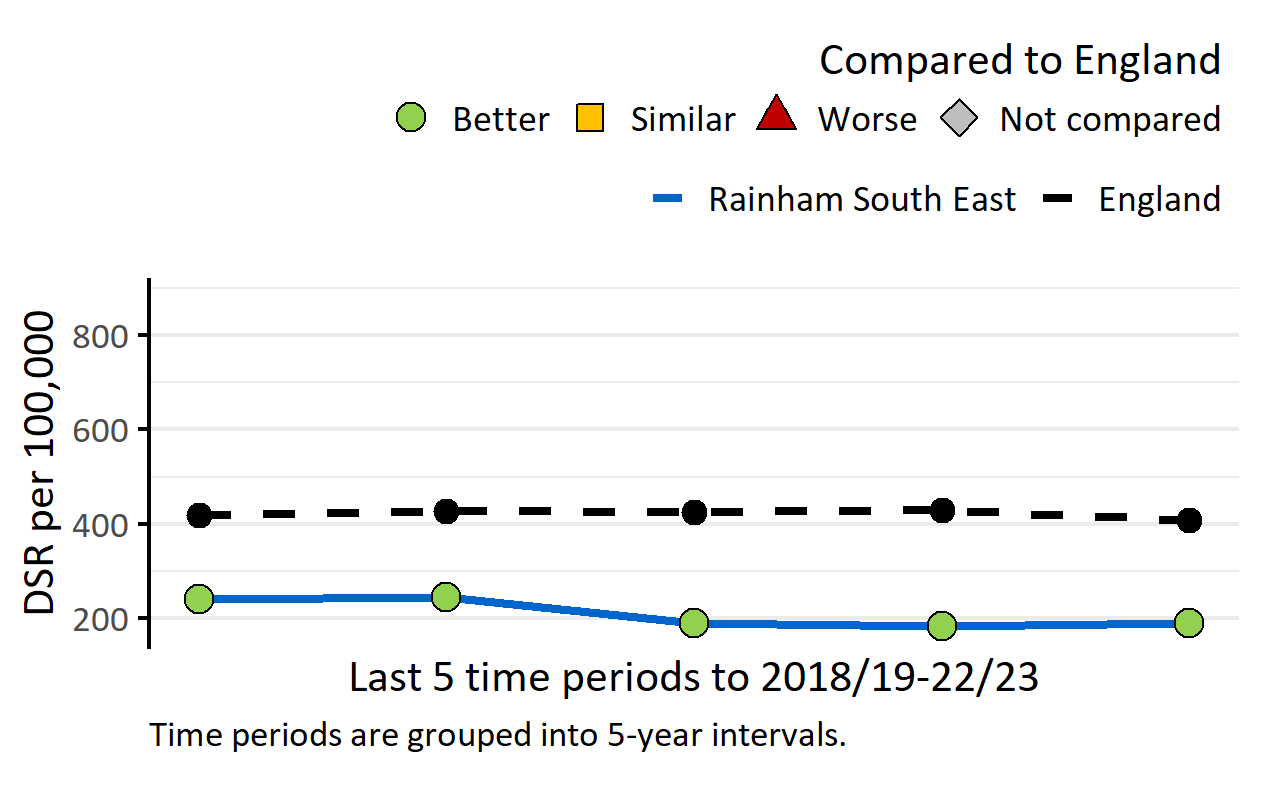 Compared to England
Better Similar Worse Not compared
Rainham South East England
DSR per 100,000
800
600
400
200
Last 5 time periods to 2018/19-22/23
Time periods are grouped into 5-year intervals.